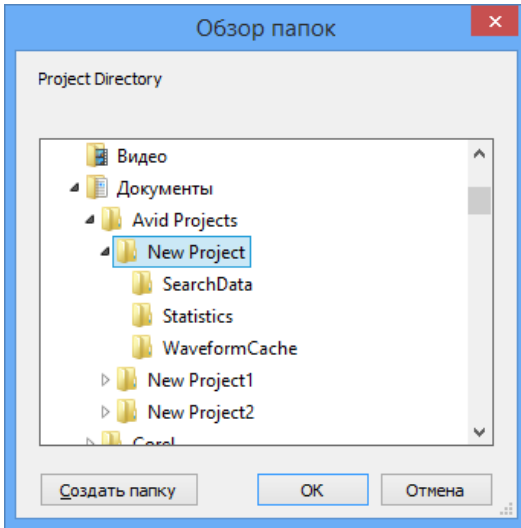 Обзор папок
Project Directory
Видео
Документы
Avid Projects
New Project
SearchData
Statistics
WaveformCache
New Project1
New Project2
Corel
Создать папку
OK
Отмена